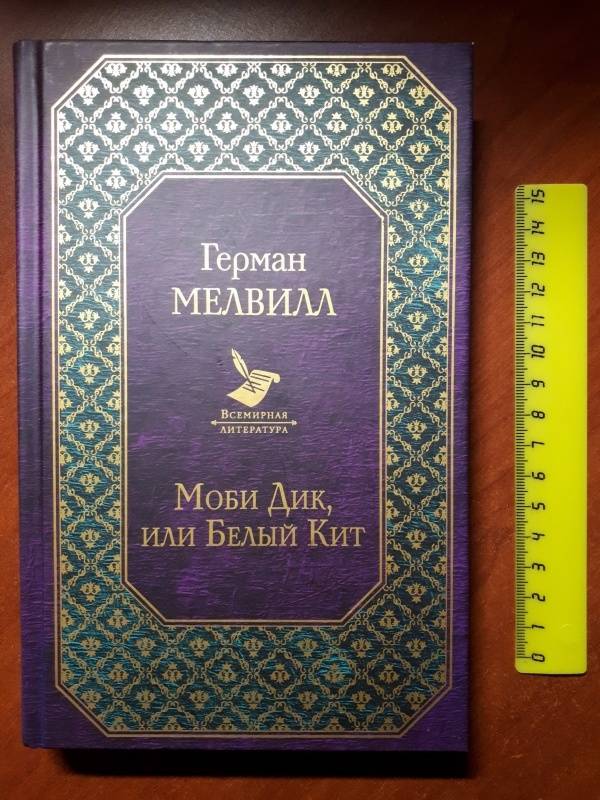 Герман
МЕЛВИЛЛ
Всемирная
литература
Моби Дик,
или Белый Кит
0 1 2 3 4 5 6 7 8 9 10 11 12 13 14 15